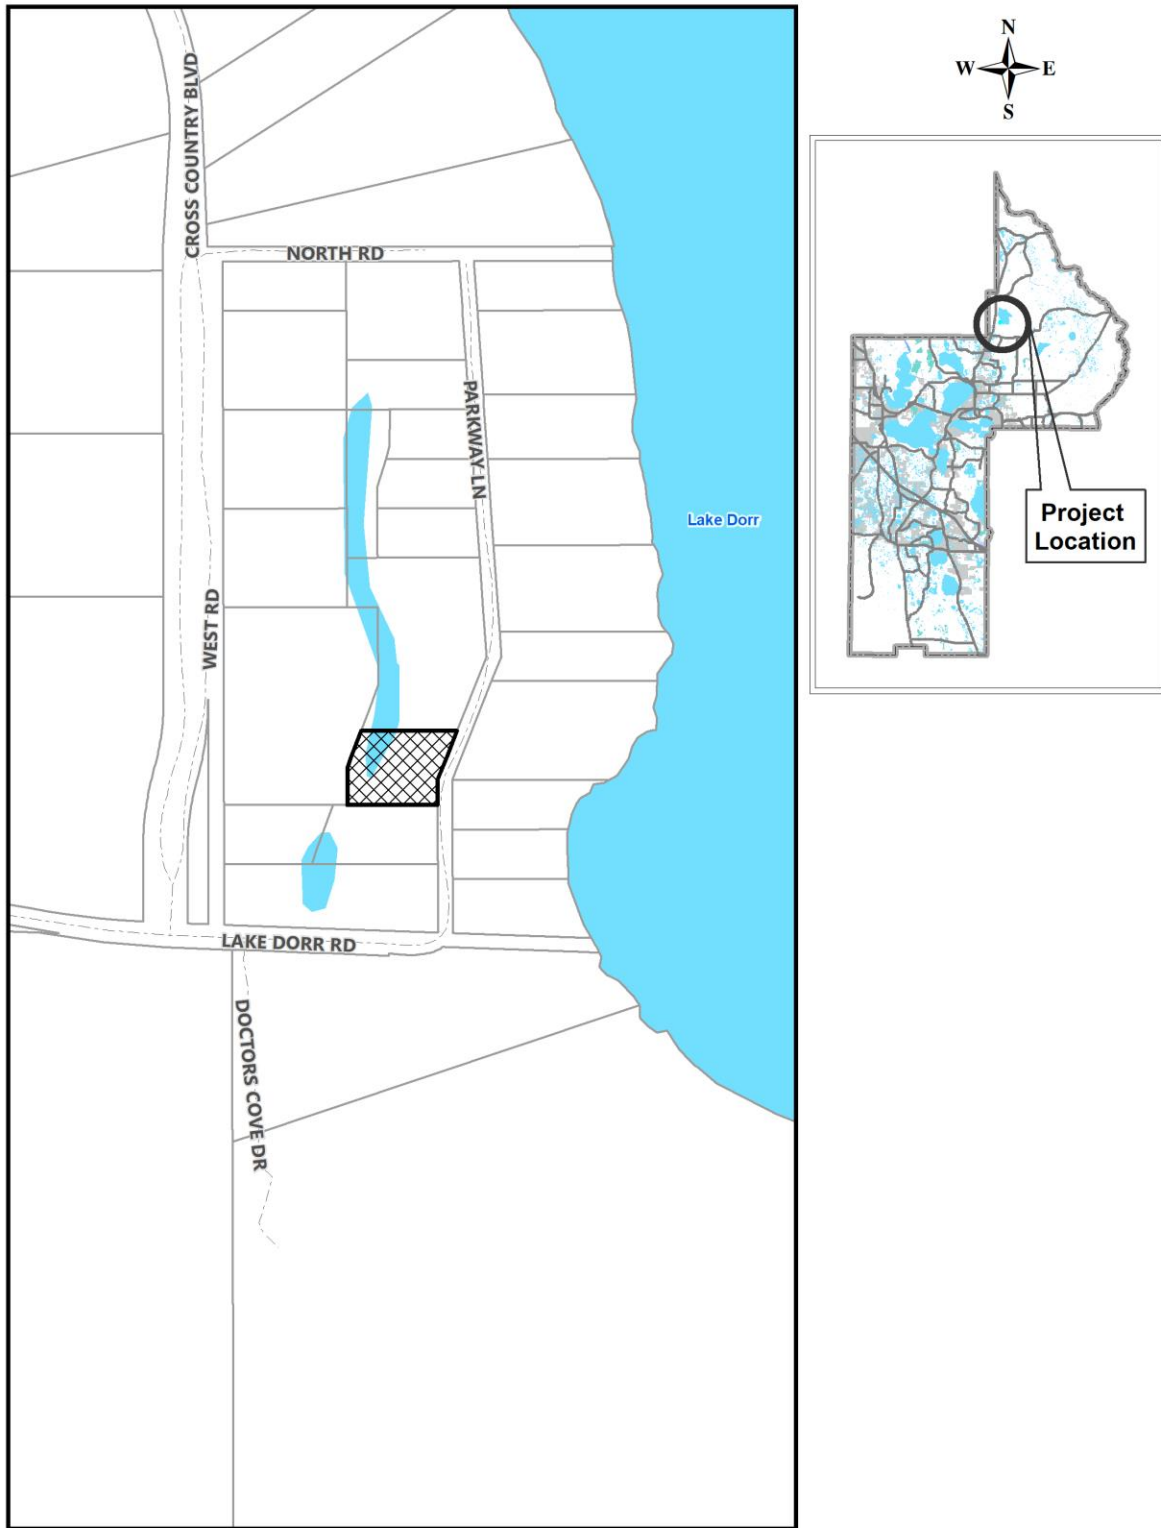 N
W E
S
CROSS COUNTRY BLVD
NORTH RD
PARKWAY LN
Lake Dorr
Project
Location
WEST RD
LAKE DORR RD
DOCTORS COVE DR